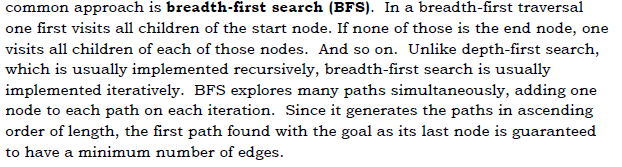 common approach is breadth-first search (BFS).  In a breadth-first traversal
one first visits all children of the start node. If none of those is the end node, one
visits all children of each of those nodes.  And so on.  Unlike depth-first search,
which is usually implemented recursively, breadth-first search is usually
implemented iteratively.  BFS explores many paths simultaneously, adding one
node to each path on each iteration.  Since it generates the paths in ascending
order of length, the first path found with the goal as its last node is guaranteed
to have a minimum number of edges.